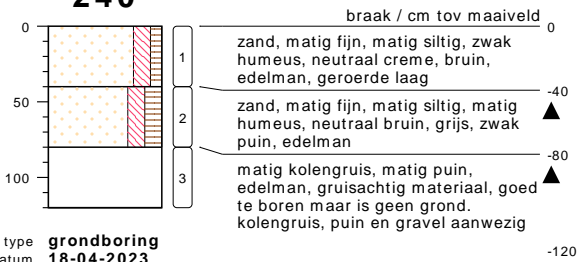 braak / cm tov maaiveld
0
0
zand, matig fijn, matig siltig, zwak
humeus, neutraal creme, bruin,
edelman, geroerde laag
1
-40
50
zand, matig fijn, matig siltig, matig
humeus, neutraal bruin, grijs, zwak
puin, edelman
2
-80
matig kolengruis, matig puin,
edelman, gruisachtig materiaal, goed
te boren maar is geen grond.
kolengruis, puin en gravel aanwezig
100
3
type grondboring
datum 18-04-2023
-120